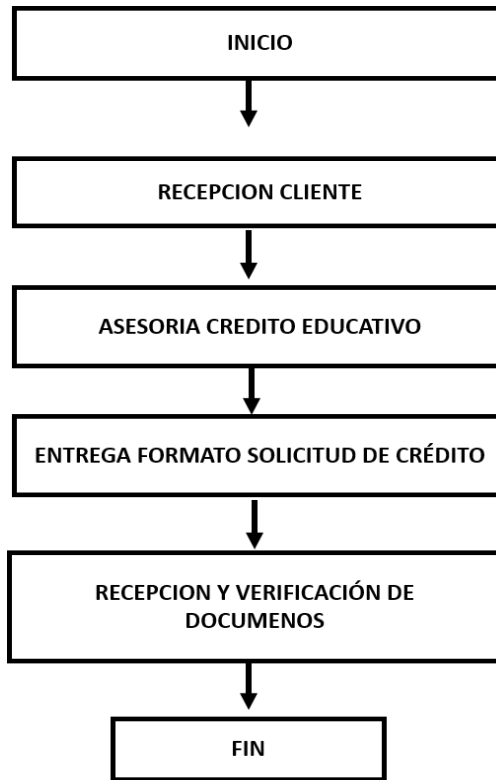 INICIO
RECEPCION CLIENTE
ASESORIA CREDITO EDUCATIVO
ENTREGA FORMATO SOLICITUD DE CRÉDITO
RECEPCION Y VERIFICACIÓN DE
DOCUMENOS
FIN